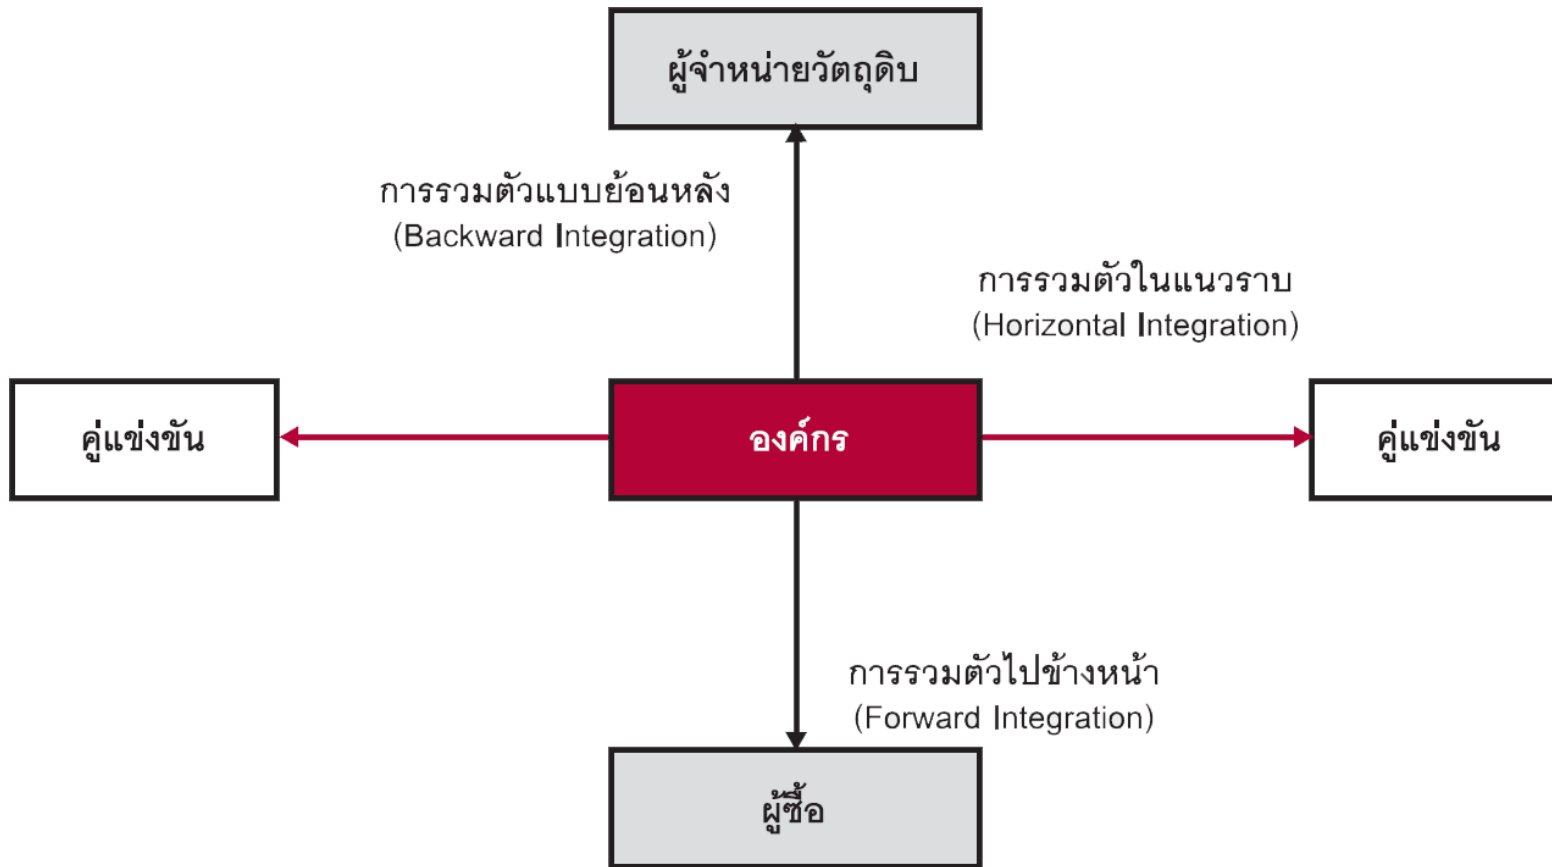 ผู้จำหน่ายวัตถุดิบ
การรวมตัวแบบย้อนหลัง
(Backward Integration)
การรวมตัวในแนวราบ
(Horizontal Integration)
คู่แข่งขัน
องค์กร
คู่แข่งขัน
การรวมตัวไปข้างหน้า
(Forward Integration)
ผู้ซื้อ